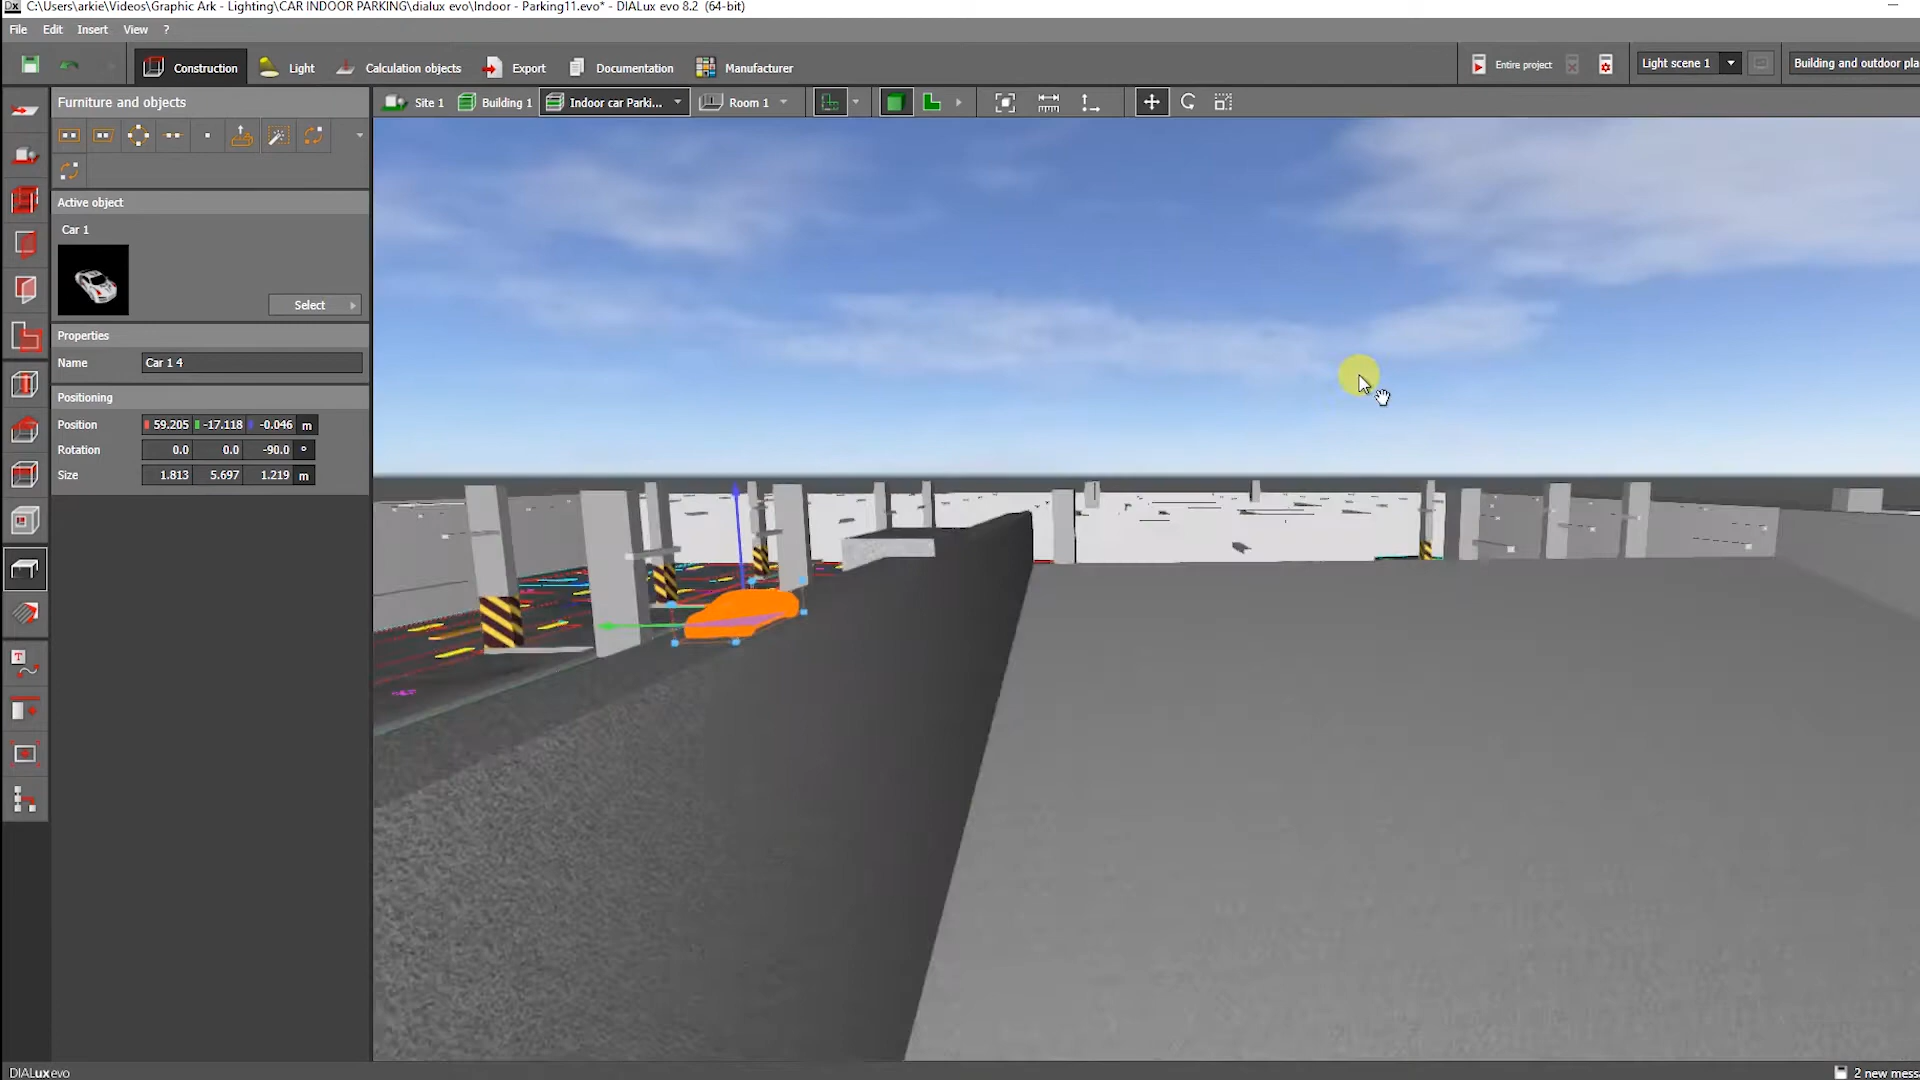 Dx C:\Users\arkie\Videos\Graphic Ark - Lighting\CAR INDOOR PARKING\dialux evo\Indoor - Parking11.evo* - DIALux evo 8.2 (64-bit)
File Edit Insert View ?
Construction Light Calculation objects Export Documentation Manufacturer Entire project Light scene 1 Building and outdoor pla
Furniture and objects
Site 1 Building 1 Indoor car Parki... Room 1
Active object
Car 1
Select
Properties
Name Car 1 4
Positioning
Position 59.205 -17.118 -0.046 m
Rotation 0.0 0.0 -90.0 °
Size 1.813 5.697 1.219 m
T
DIALux evo
2 new mess